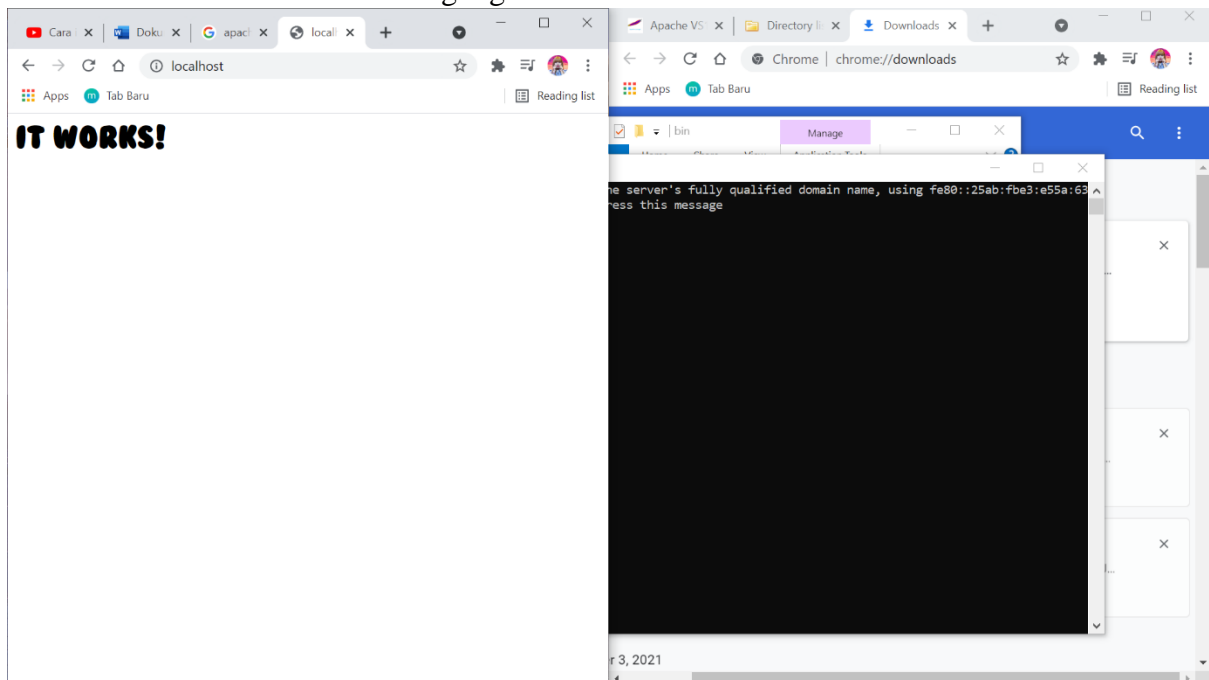 Cara
Doku
apacl
locall
localhost
Apps
Tab Baru
Reading list
IT WORKS!
Apache VS
Directory li
Downloads
Chrome | chrome://downloads
Apps
Tab Baru
Reading list
bin
Manage
he server's fully qualified domain name, using fe80::25ab:fbe3:e55a:63
ress this message
r 3, 2021